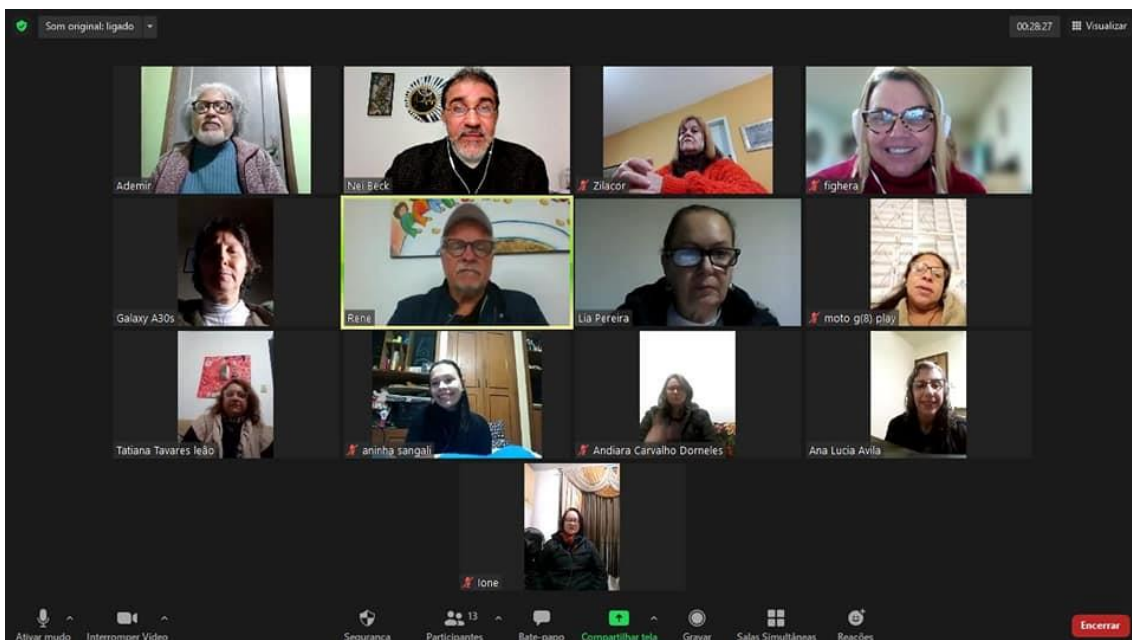 Som original: ligado
00:28:27
Visualizar
Ademir
Nei Beck
Zilacor
fighera
Galaxy A30s
Rene
Lia Pereira
moto g(8) play
Tatiana Tavares leão
aninha sangali
Andiara Carvalho Dorneles
Ana Lucia Avila
Ione
Ativar mudo
Interromper Vídeo
Segurança
Participantes
13
Bate-papo
Compartilhar tela
Gravar
Salas Simultâneas
Reações
Encerrar